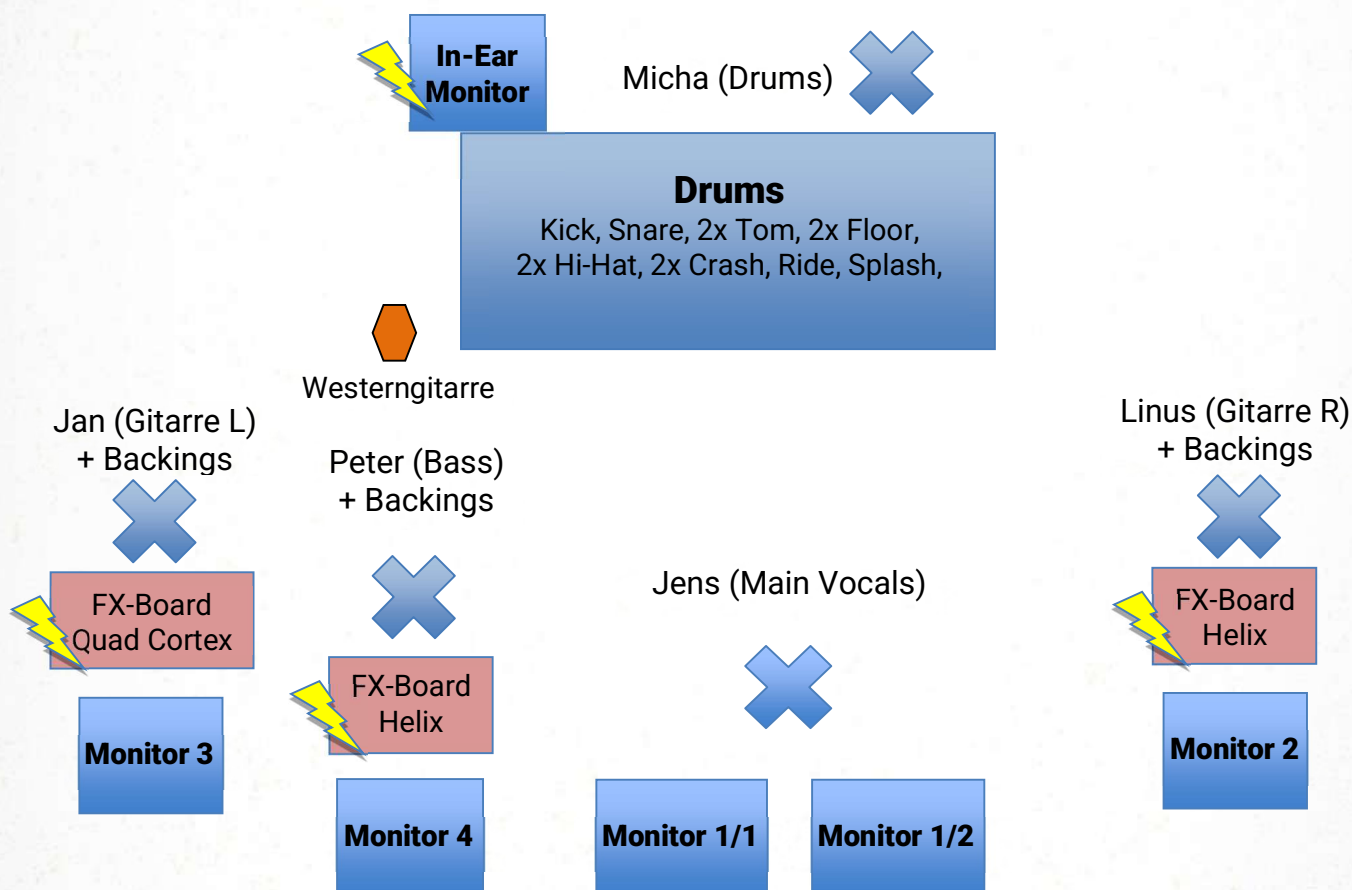 In-Ear
Monitor
Micha (Drums)
Drums
Kick, Snare, 2x Tom, 2x Floor,
2x Hi-Hat, 2x Crash, Ride, Splash,
Westerngitarre
Jan (Gitarre L)
+ Backings
Peter (Bass)
+ Backings
Linus (Gitarre R)
+ Backings
Jens (Main Vocals)
FX-Board
Quad Cortex
FX-Board
Helix
FX-Board
Helix
Monitor 3
Monitor 4
Monitor 1/1
Monitor 1/2
Monitor 2